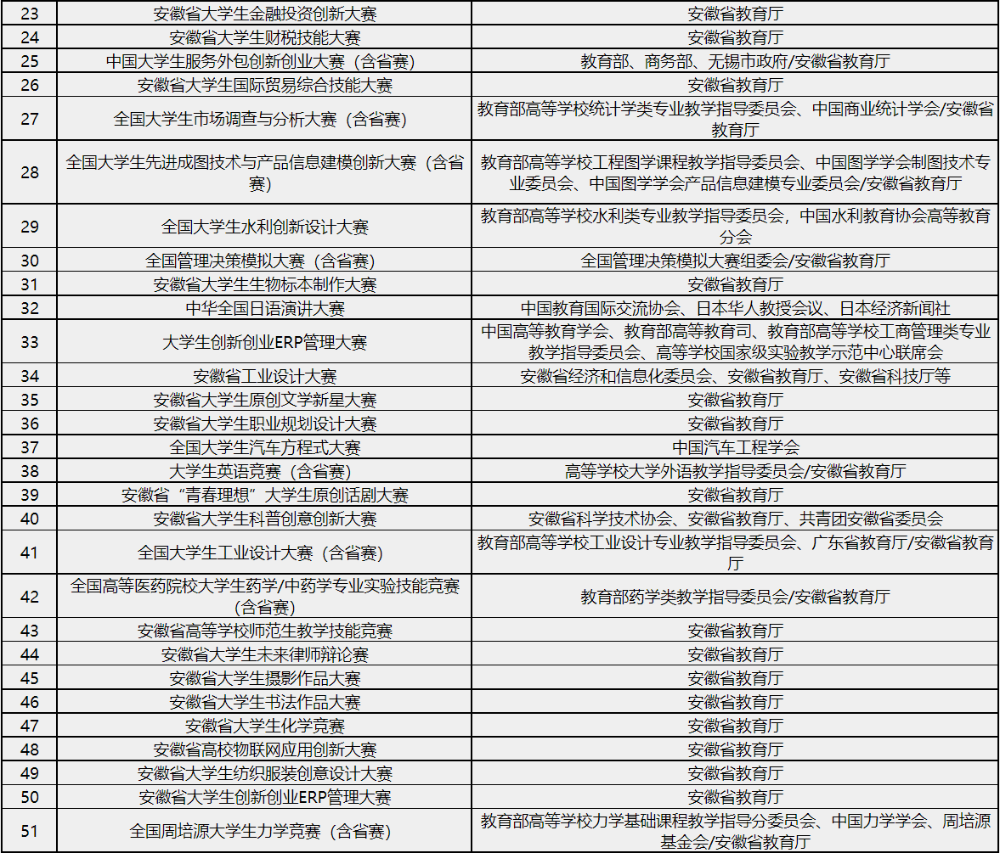 23 安徽省大学生金融投资创新大赛 安徽省教育厅
24 安徽省大学生财税技能大赛 安徽省教育厅
25 中国大学生服务外包创新创业大赛（含省赛） 教育部、商务部、无锡市政府/安徽省教育厅
26 安徽省大学生国际贸易综合技能大赛 安徽省教育厅
27 全国大学生市场调查与分析大赛（含省赛） 教育部高等学校统计学类专业教学指导委员会、中国商业统计学会/安徽省
教育厅
28 全国大学生先进成图技术与产品信息建模创新大赛（含省
赛） 教育部高等学校工程图学课程教学指导委员会、中国图学学会制图技术专
业委员会、中国图学学会产品信息建模专业委员会/安徽省教育厅
29 全国大学生水利创新设计大赛 教育部高等学校水利类专业教学指导委员会，中国水利教育协会高等教育
分会
30 全国管理决策模拟大赛（含省赛） 全国管理决策模拟大赛组委会/安徽省教育厅
31 安徽省大学生生物标本制作大赛 安徽省教育厅
32 中华全国日语演讲大赛 中国教育国际交流协会、日本华人教授会议、日本经济新闻社
33 大学生创新创业ERP管理大赛 中国高等教育学会、教育部高等教育司、教育部高等学校工商管理类专业
教学指导委员会、高等学校国家级实验教学示范中心联席会
34 安徽省工业设计大赛 安徽省经济和信息化委员会、安徽省教育厅、安徽省科技厅等
35 安徽省大学生原创文学新星大赛 安徽省教育厅
36 安徽省大学生职业规划设计大赛 安徽省教育厅
37 全国大学生汽车方程式大赛 中国汽车工程学会
38 大学生英语竞赛（含省赛） 高等学校大学外语教学指导委员会/安徽省教育厅
39 安徽省“青春理想”大学生原创话剧大赛 安徽省教育厅
40 安徽省大学生科普创意创新大赛 安徽省科学技术协会、安徽省教育厅、共青团安徽省委员会
41 全国大学生工业设计大赛（含省赛） 教育部高等学校工业设计专业教学指导委员会、广东省教育厅/安徽省教育
厅
42 全国高等医药院校大学生药学/中药学专业实验技能竞赛
（含省赛） 教育部药学类教学指导委员会/安徽省教育厅
43 安徽省高等学校师范生教学技能竞赛 安徽省教育厅
44 安徽省大学生未来律师辩论赛 安徽省教育厅
45 安徽省大学生摄影作品大赛 安徽省教育厅
46 安徽省大学生书法作品大赛 安徽省教育厅
47 安徽省大学生化学竞赛 安徽省教育厅
48 安徽省高校物联网应用创新大赛 安徽省教育厅
49 安徽省大学生纺织服装创意设计大赛 安徽省教育厅
50 安徽省大学生创新创业ERP管理大赛 安徽省教育厅
51 全国周培源大学生力学竞赛（含省赛） 教育部高等学校力学基础课程教学指导分委员会、中国力学学会、周培源
基金会/安徽省教育厅